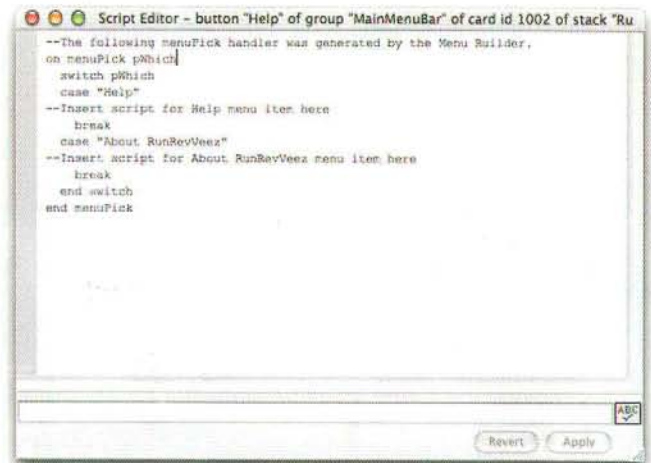 Script Editor – button "Help" of group "MainMenuBar" of card id 1002 of stack "Ru
--The following menuPick handler was generated by the Menu Builder.
on menuPick pWhich
switch pWhich
case "Help"
--Insert script for Help menu item here
break
case "About RunRevVeez"
--Insert script for About RunRevVeez menu item here
break
end switch
end menuPick
ABC
Revert
Apply